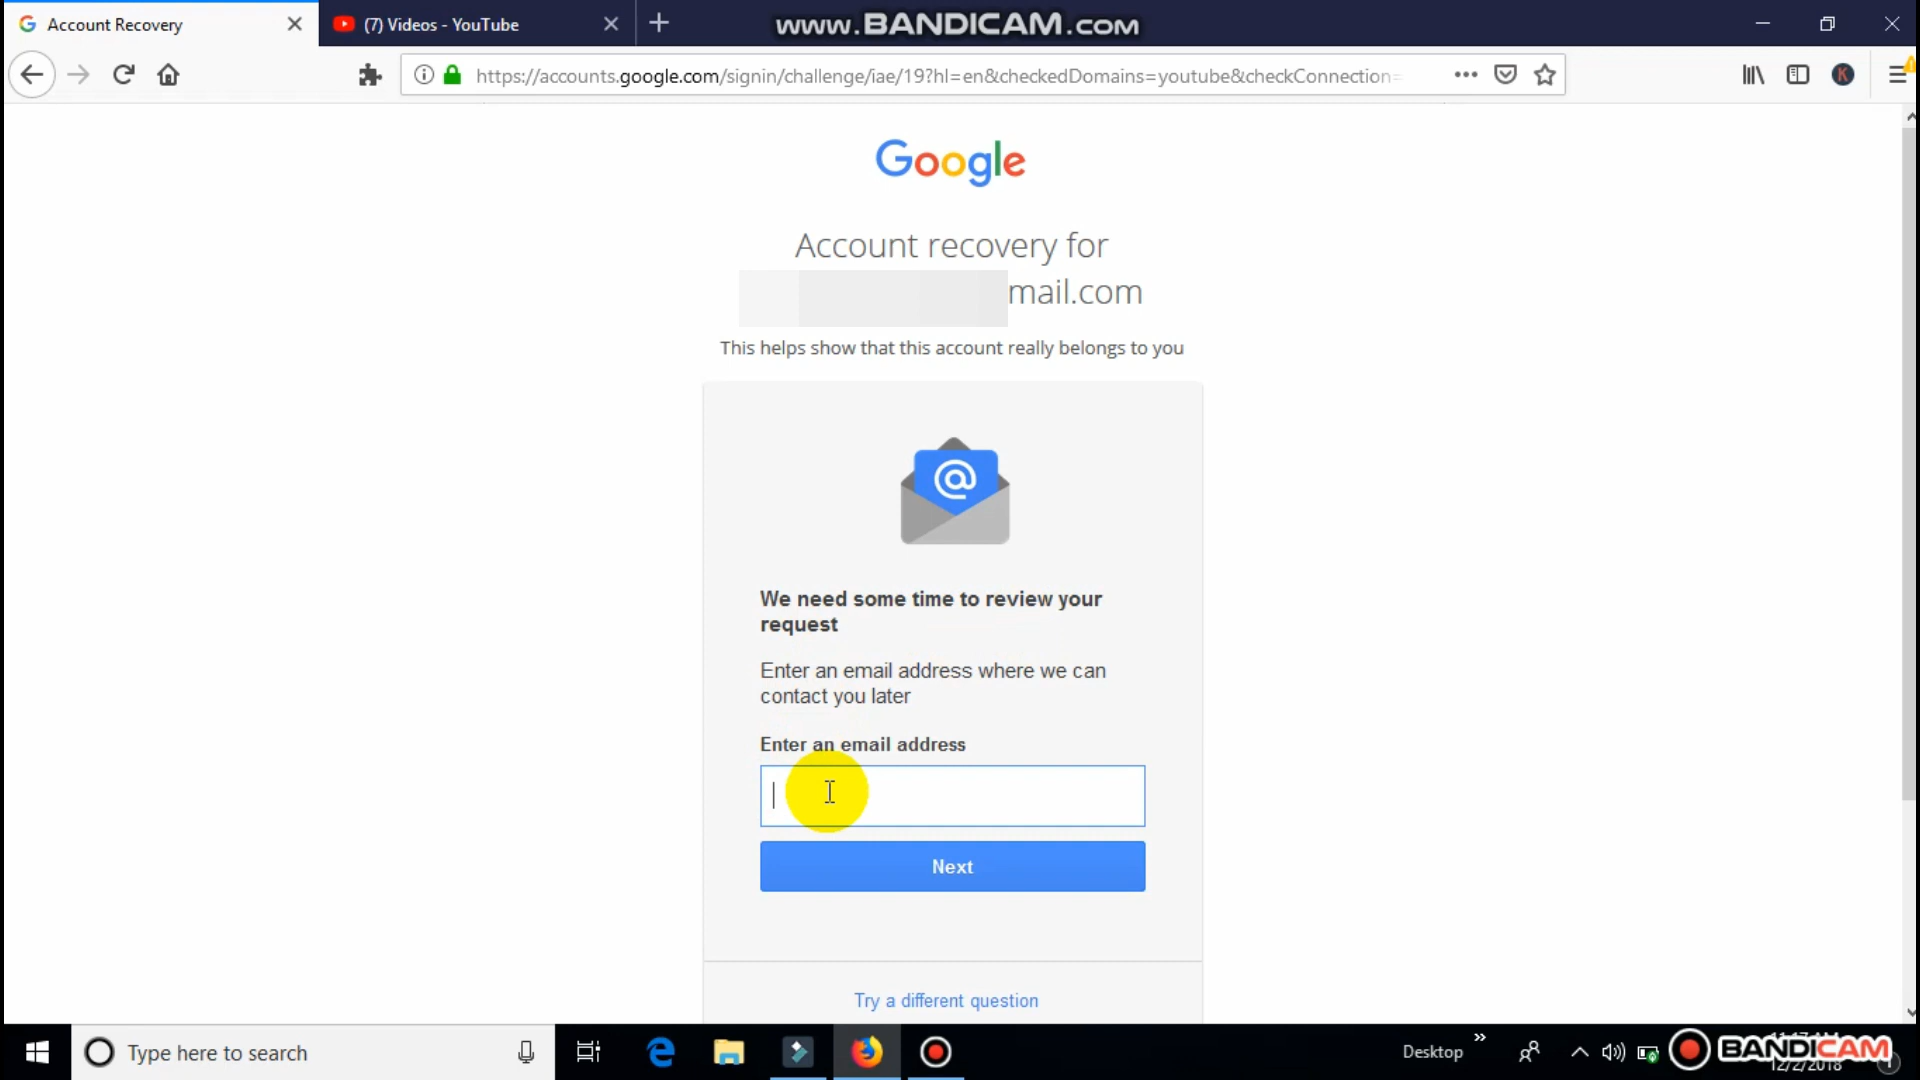 Account Recovery
(7) Videos - YouTube
www.BANDICAM.com
https://accounts.google.com/signin/challenge/iae/19?hl=en&checkedDomains=youtube&checkConnection=
K
Google
Account recovery for
mail.com
This helps show that this account really belongs to you
@
We need some time to review your
request
Enter an email address where we can
contact you later
Enter an email address
Next
Try a different question
Type here to search
Desktop
BANDICAM
12/2/2018